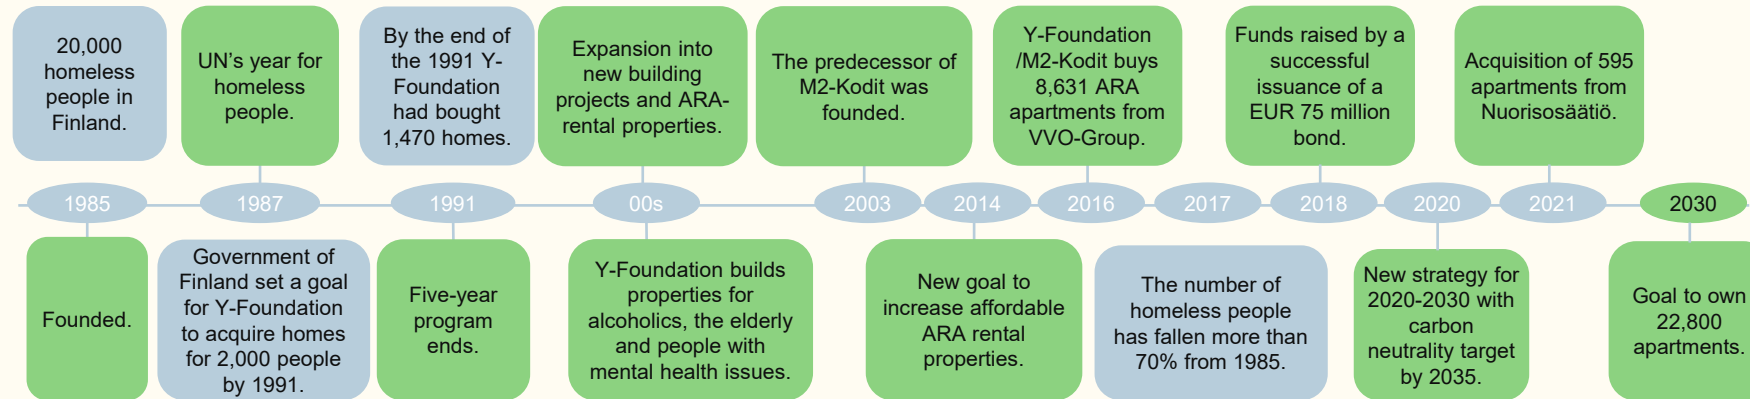 20,000
homeless
people in
Finland.
UN's year for
homeless
people.
By the end of
the 1991 Y-
Foundation
had bought
1,470 homes.
Expansion into
new building
projects and ARA-
rental properties.
The predecessor of
M2-Kodit was
founded.
Y-Foundation
/M2-Kodit buys
8,631 ARA
apartments from
VVO-Group.
Funds raised by a
successful
issuance of a
EUR 75 million
bond.
Acquisition of 595
apartments from
Nuorisosäätiö.
1985
1987
1991
00s
2003
2014
2016
2017
2018
2020
2021
2030
Founded.
Government of
Finland set a goal
for Y-Foundation
to acquire homes
for 2,000 people
by 1991.
Five-year
program
ends.
Y-Foundation builds
properties for
alcoholics, the elderly
and people with
mental health issues.
New goal to
increase affordable
ARA rental
properties.
The number of
homeless people
has fallen more than
70% from 1985.
New strategy for
2020-2030 with
carbon
neutrality target
by 2035.
Goal to own
22,800
apartments.